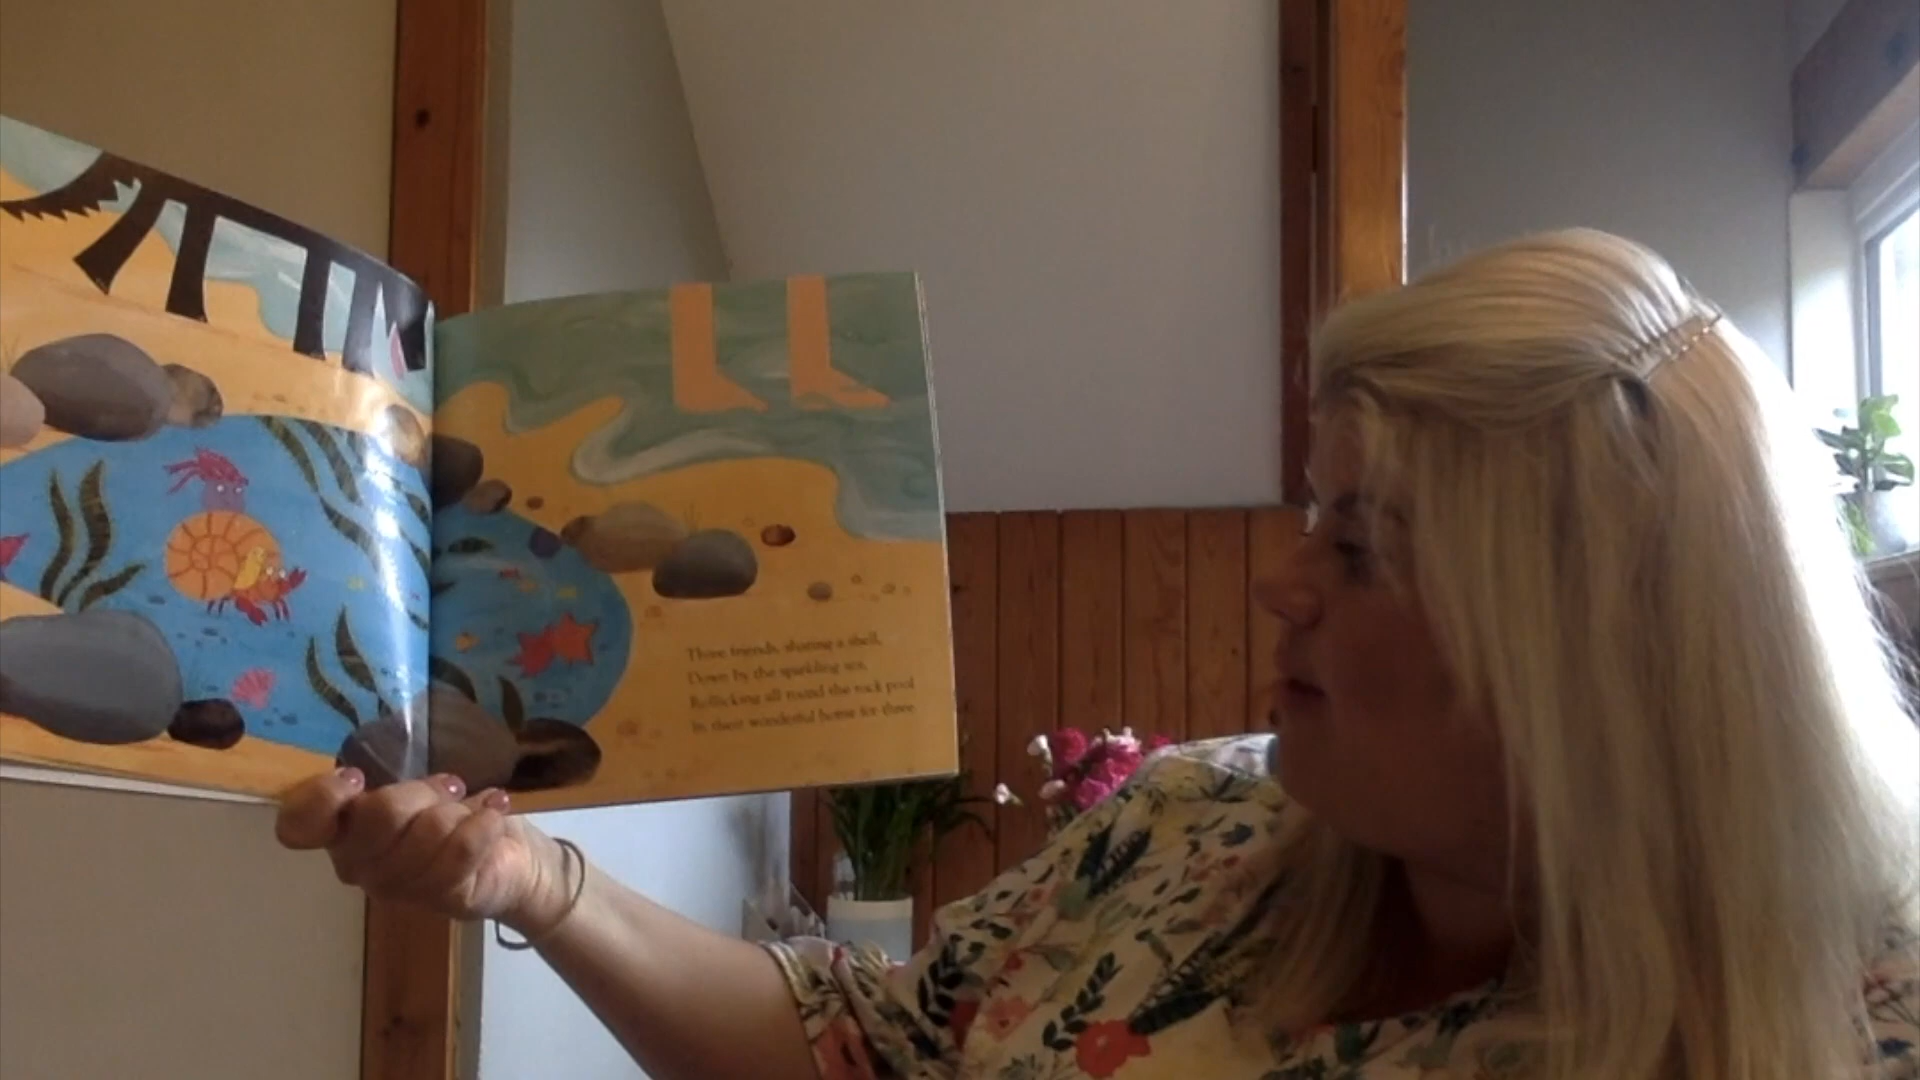 Three friends, sharing a shell,
Down by the sparkling sea,
Rollicking all round the rock pool
In their wonderful home for three.